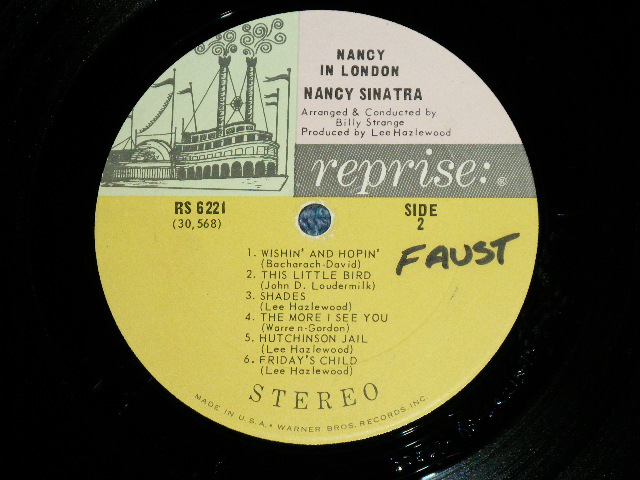 NANCY
IN LONDON
NANCY SINATRA
Arranged & Conducted by
Billy Strange
Produced by Lee Hazlewood
reprise: ®
RS 6221
(30,568)
SIDE
2
FAUST
1. WISHIN' AND HOPIN'
(Bacharach-David)
2. THIS LITTLE BIRD
(John D. Loudermilk)
3. SHADES
(Lee Hazlewood)
4. THE MORE I SEE YOU
(Warren-Gordon)
5. HUTCHINSON JAIL
(Lee Hazlewood)
6. FRIDAY'S CHILD
(Lee Hazlewood)
STEREO
MADE IN U.S.A. • WARNER BROS. RECORDS, INC.